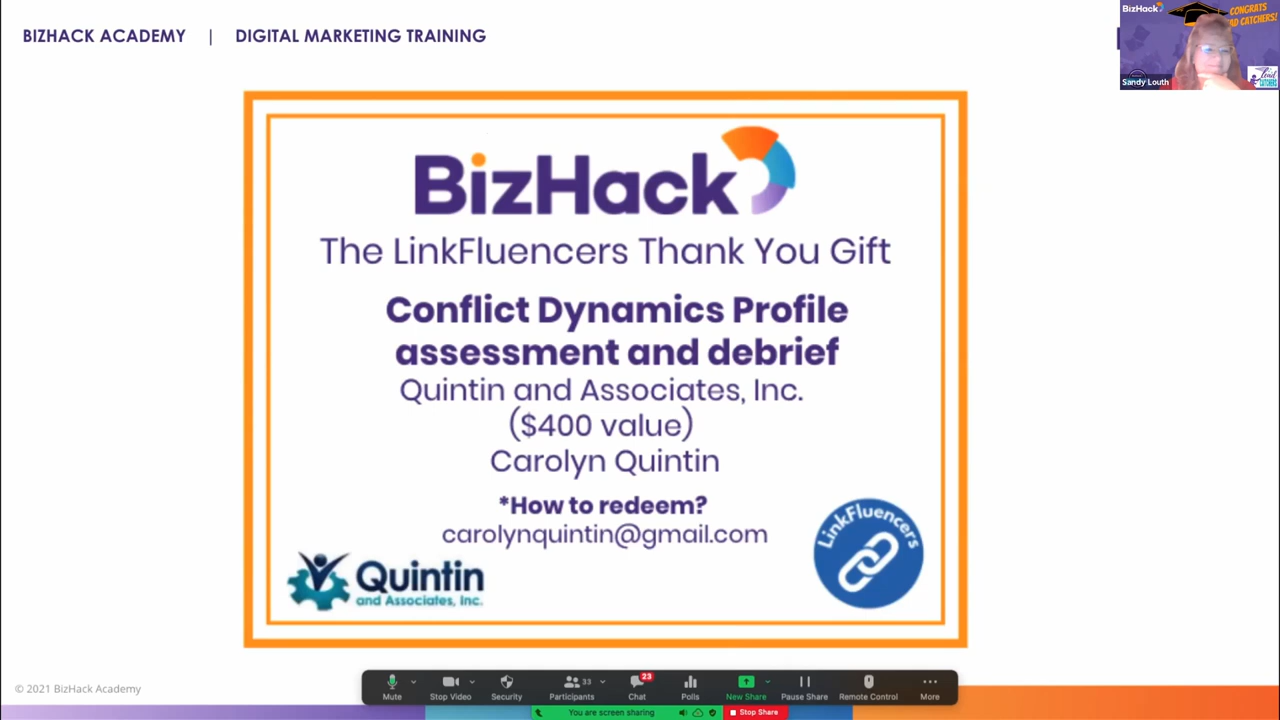 BIZHACK ACADEMY | DIGITAL MARKETING TRAINING
BizHack
CONGRATS
CATCHERS!
Sandy Louth
BizHack
The LinkFluencers Thank You Gift
Conflict Dynamics Profile
assessment and debrief
Quintin and Associates, Inc.
($400 value)
Carolyn Quintin
*How to redeem?
carolynquintin@gmail.com
LinkFluencers
Quintin
and Associates, Inc.
© 2021 BizHack Academy
33
23
Mute
Stop Video
Security
Participants
Chat
Polls
New Share
Pause Share
Remote Control
More
You are screen sharing
Stop Share